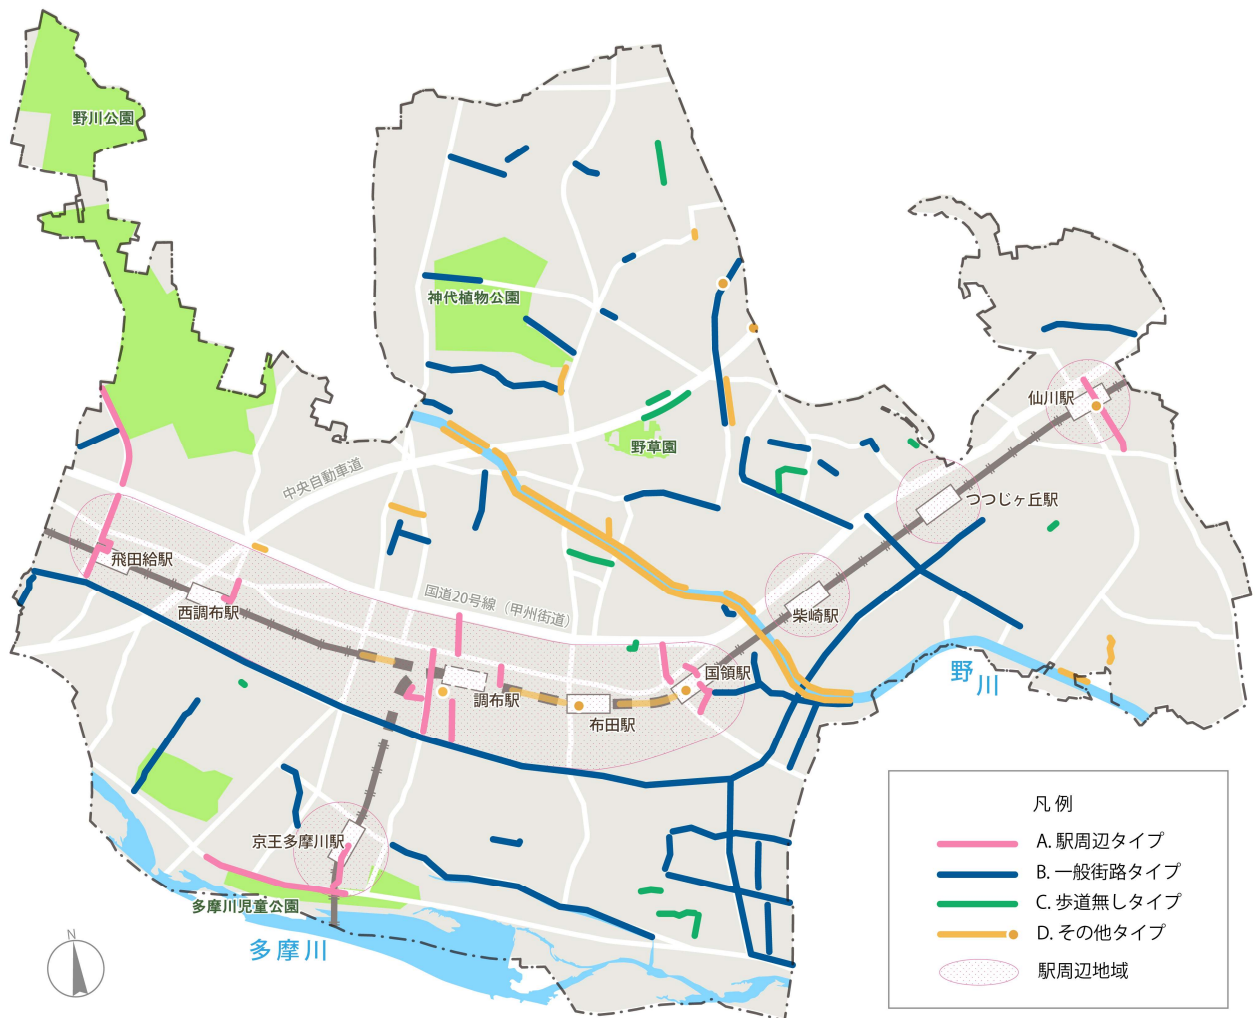 野川公園
神代植物公園
仙川駅
野草園
中央自動車道
つつじヶ丘駅
飛田給駅
西調布駅
国道20号線（甲州街道）
柴崎駅
国領駅
野川
調布駅
布田駅
京王多摩川駅
多摩川児童公園
多摩川
N
凡例
A. 駅周辺タイプ
B. 一般街路タイプ
C. 歩道無しタイプ
D. その他タイプ
駅周辺地域